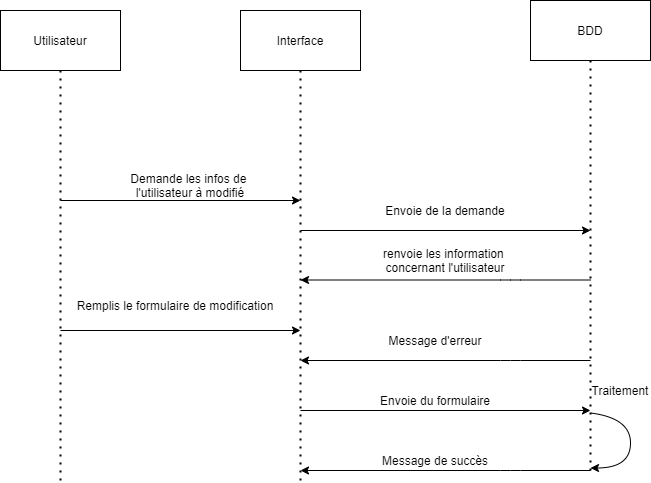 Utilisateur
Interface
BDD
Demande les infos de
l'utilisateur à modifié
Envoie de la demande
renvoie les information
concernant l'utilisateur
Remplis le formulaire de modification
Message d'erreur
Traitement
Envoie du formulaire
Message de succès